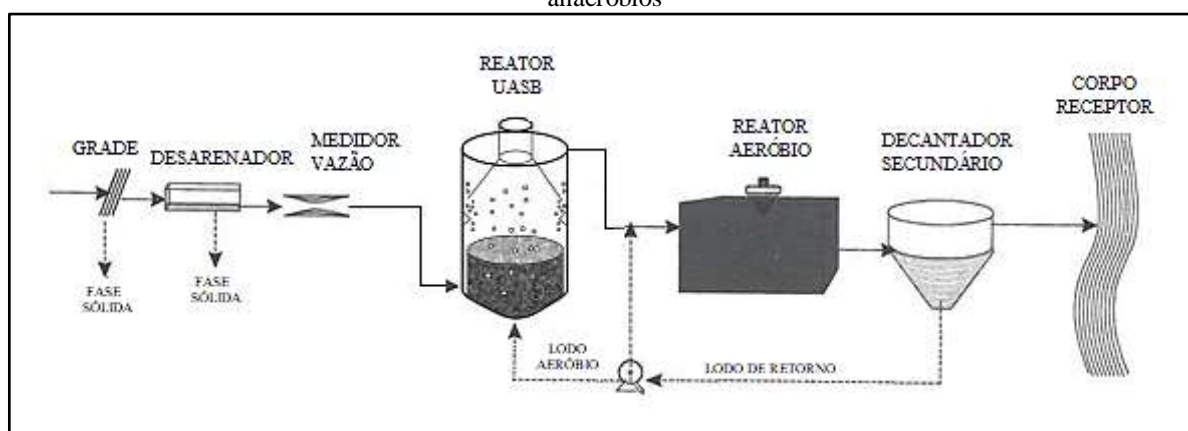 anaeróbios
GRADE
DESARENADOR
MEDIDOR
VAZÃO
REATOR
UASB
REATOR
AERÓBIO
DECANTADOR
SECUNDÁRIO
CORPO
RECEPTOR
FASE
SÓLIDA
FASE
SÓLIDA
LODO
AERÓBIO
LODO DE RETORNO